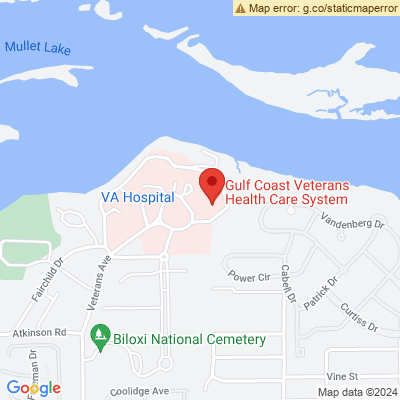 Map error: g.co/staticmaperror
Mullet Lake
Gulf Coast Veterans
Health Care System
VA Hospital
Vandenberg Dr
Fairchild Dr
Veterans Ave
Power Cir
Cabell Dr
Patrick Dr
Curtiss Dr
Atkinson Rd
Biloxi National Cemetery
Vine St
Coolidge Ave
Google
Map data ©2024